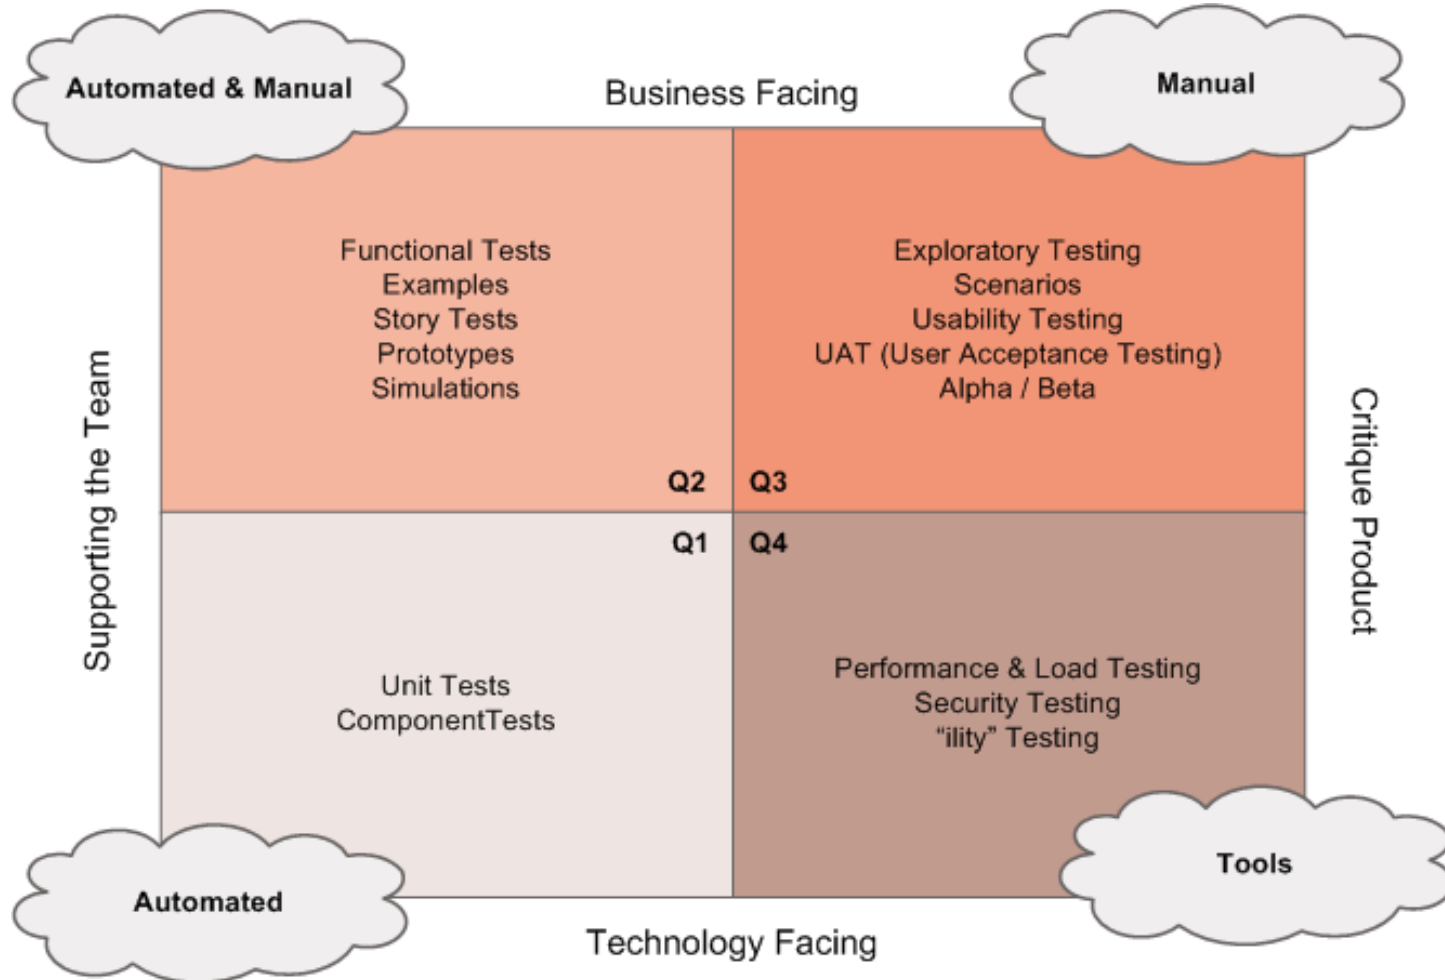 Automated & Manual
Business Facing
Manual
Functional Tests
Examples
Story Tests
Prototypes
Simulations
Exploratory Testing
Scenarios
Usability Testing
UAT (User Acceptance Testing)
Alpha / Beta
Supporting the Team
Critique Product
Q2
Q3
Q1
Q4
Unit Tests
ComponentTests
Performance & Load Testing
Security Testing
“ility” Testing
Automated
Tools
Technology Facing